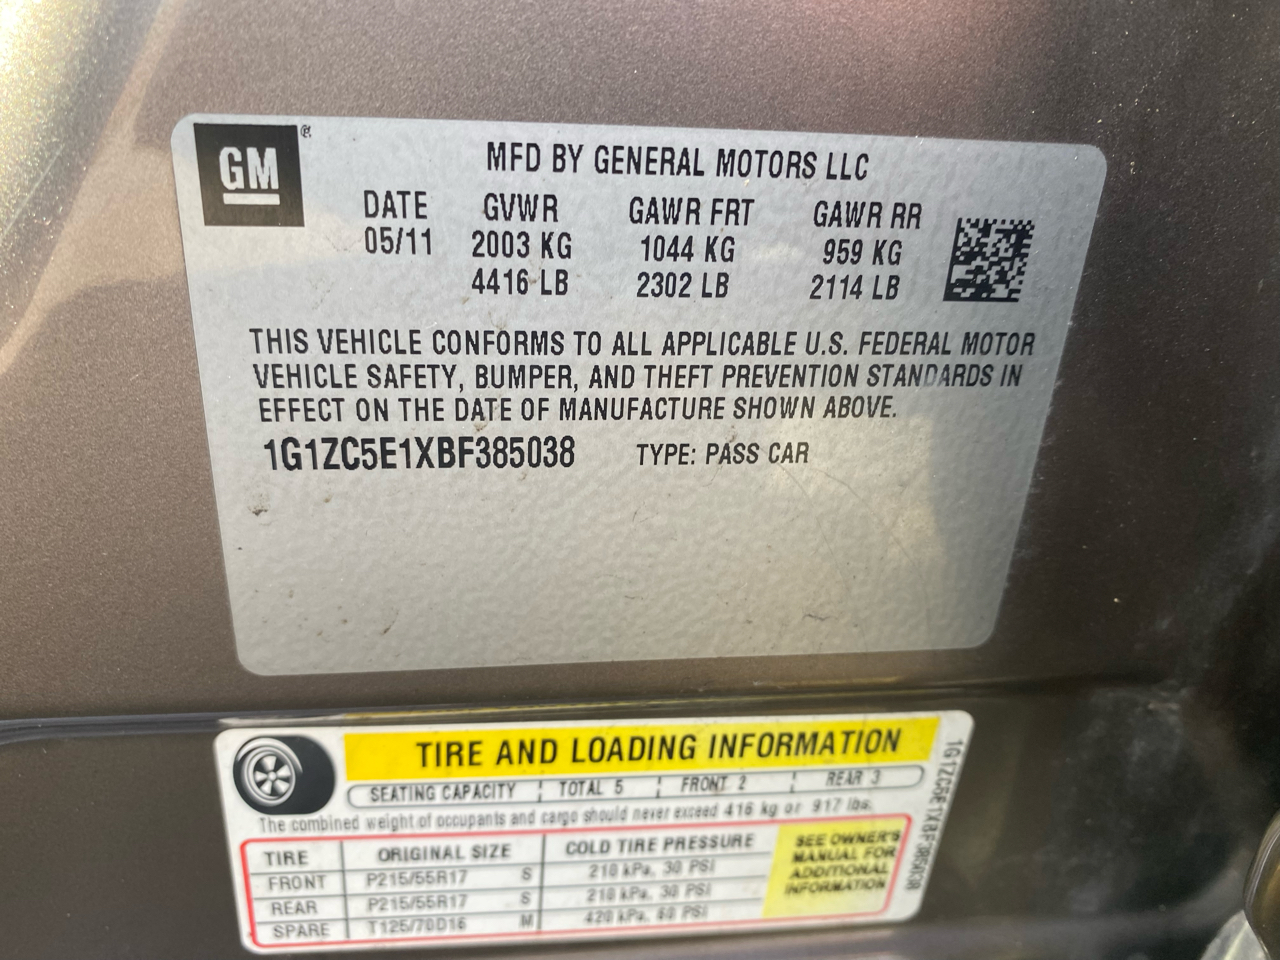 GM
MFD BY GENERAL MOTORS LLC
DATE GVWR GAWR FRT GAWR RR
05/11 2003 KG 1044 KG 959 KG
4416 LB 2302 LB 2114 LB
THIS VEHICLE CONFORMS TO ALL APPLICABLE U.S. FEDERAL MOTOR
VEHICLE SAFETY, BUMPER, AND THEFT PREVENTION STANDARDS IN
EFFECT ON THE DATE OF MANUFACTURE SHOWN ABOVE.
1G1ZC5E1XBF385038 TYPE: PASS CAR
TIRE AND LOADING INFORMATION
SEATING CAPACITY TOTAL 5 FRONT 2 REAR 3
The combined weight of occupants and cargo should never exceed 416 kg or 917 lbs.
TIRE ORIGINAL SIZE COLD TIRE PRESSURE
FRONT P215/55R17 S 210 kPa, 30 PSI
REAR P215/55R17 S 210 kPa, 30 PSI
SPARE T125/70D16 M 420 kPa, 60 PSI
SEE OWNER'S
MANUAL FOR
ADDITIONAL
INFORMATION
1G1ZC5E1XBF385038